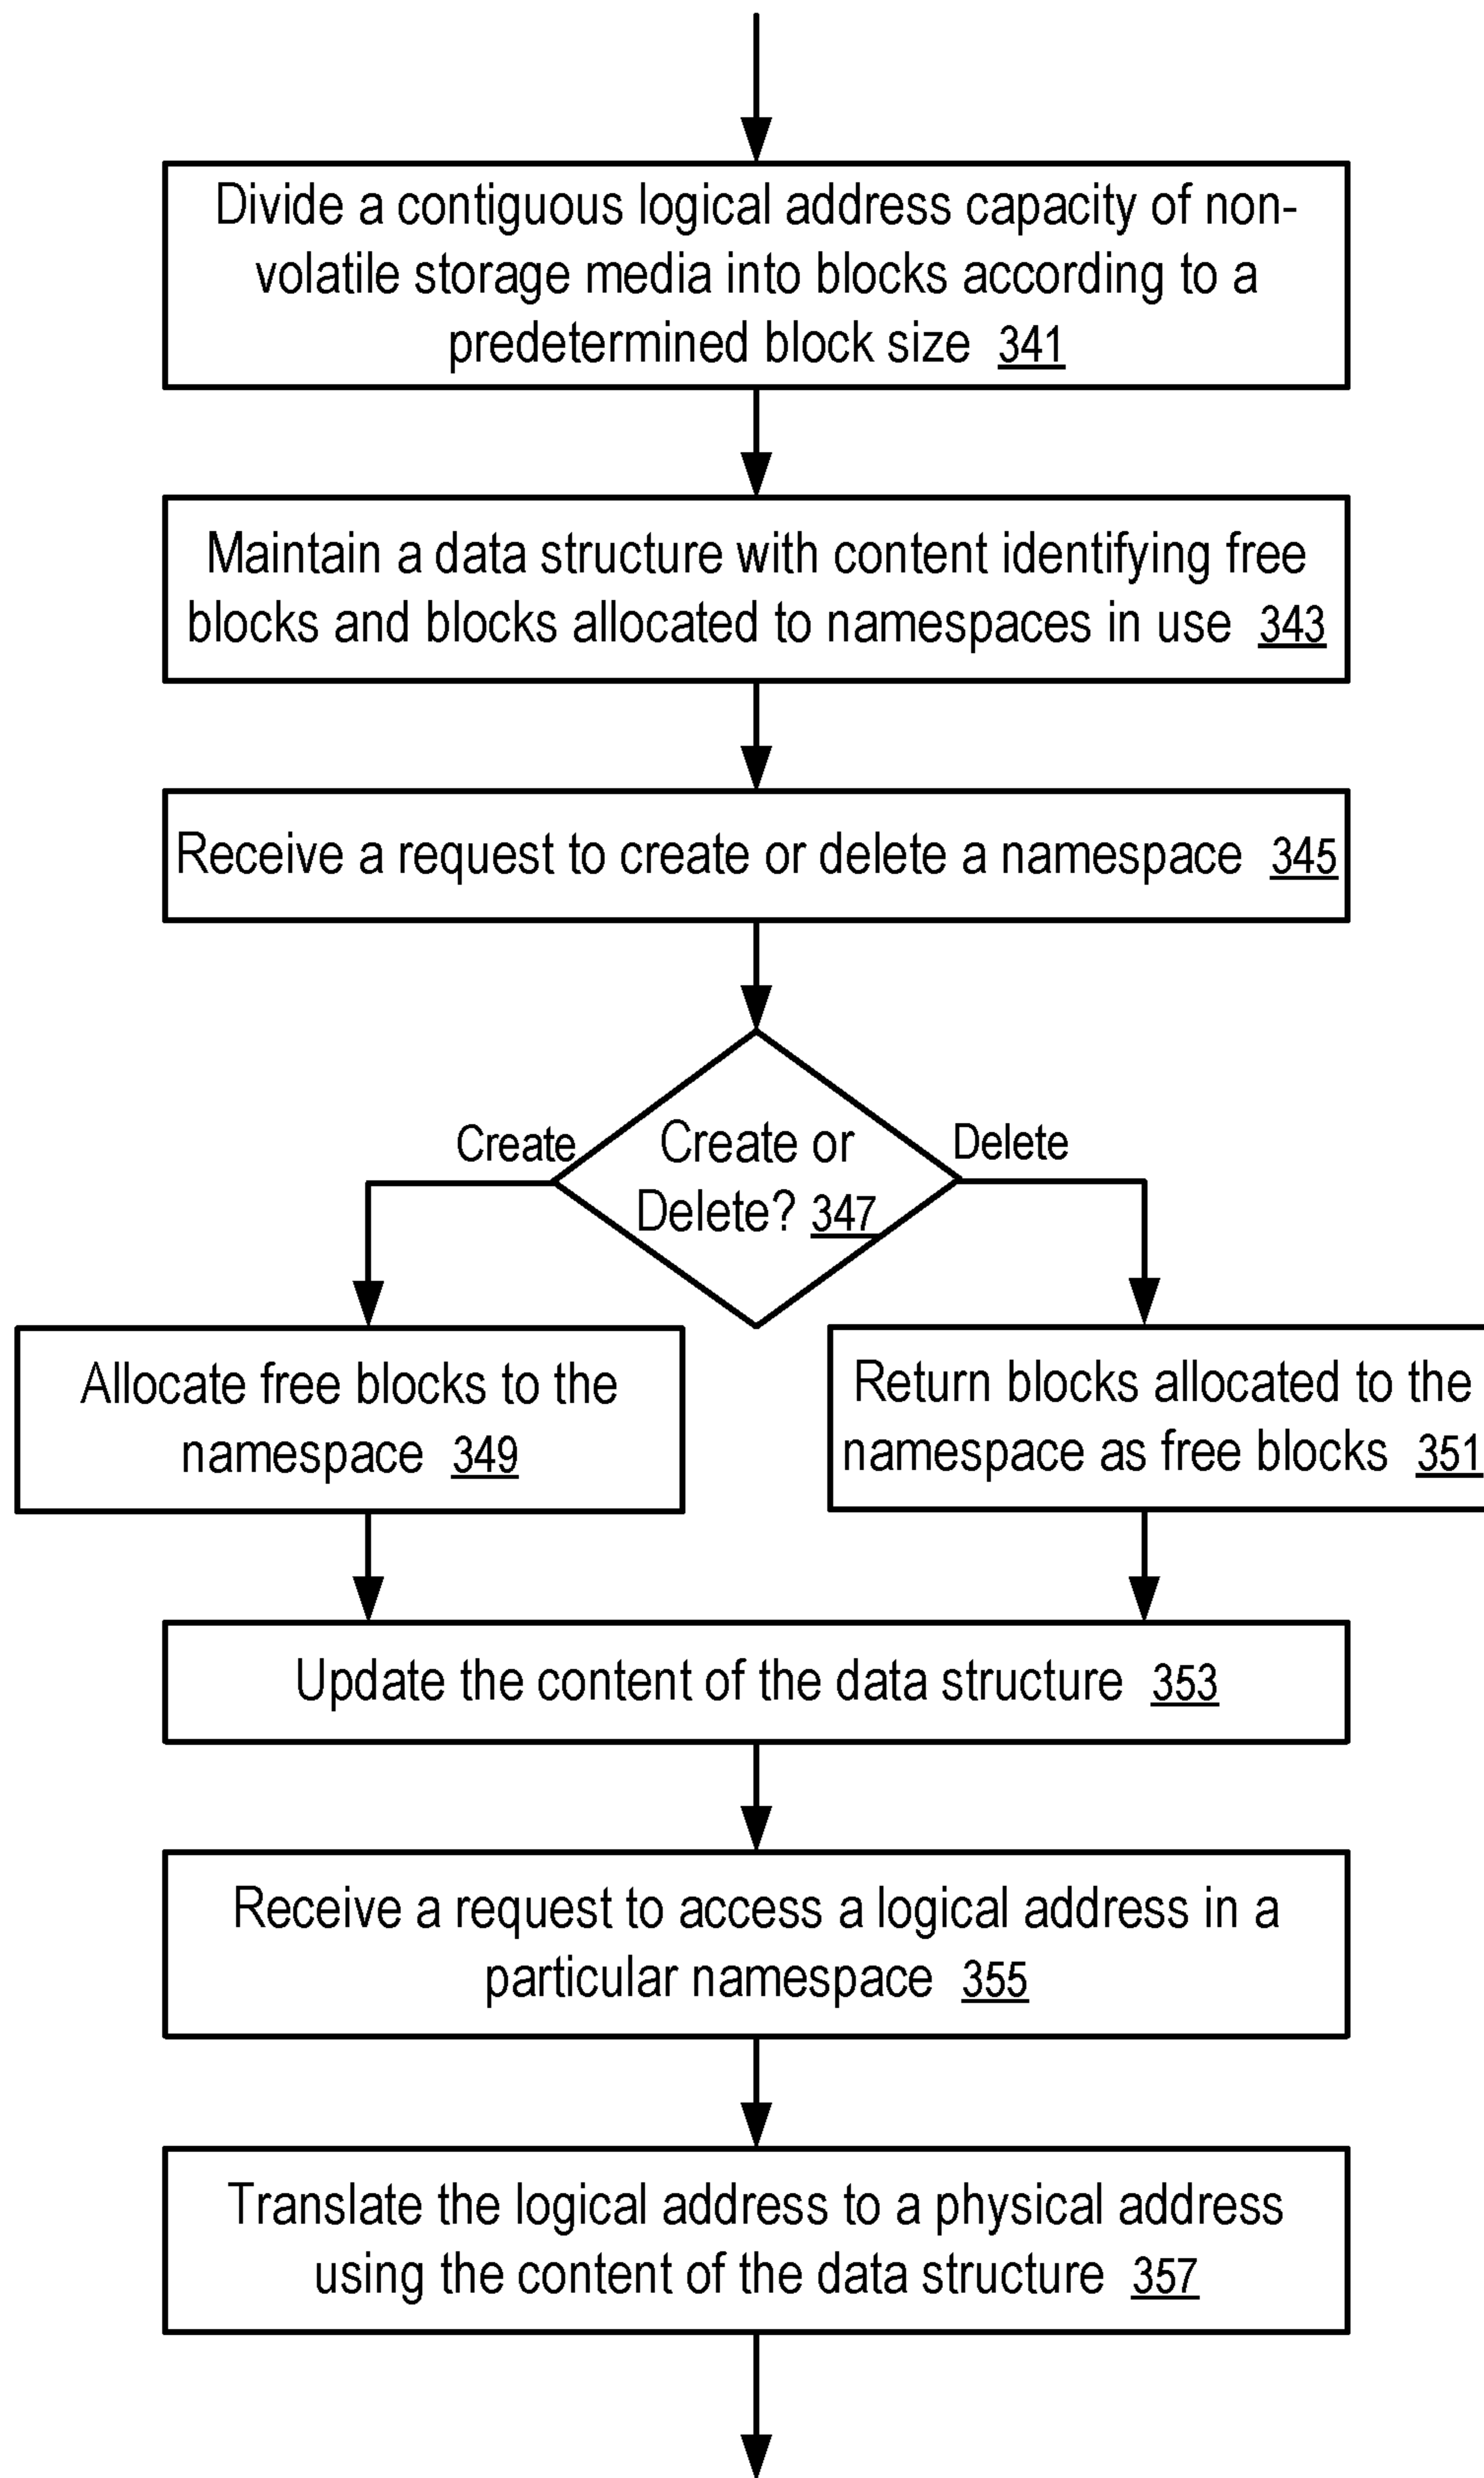 Divide a contiguous logical address capacity of non-
volatile storage media into blocks according to a
predetermined block size 341
Maintain a data structure with content identifying free
blocks and blocks allocated to namespaces in use 343
Receive a request to create or delete a namespace 345
Create
Create or
Delete? 347
Delete
Allocate free blocks to the
namespace 349
Return blocks allocated to the
namespace as free blocks 351
Update the content of the data structure 353
Receive a request to access a logical address in a
particular namespace 355
Translate the logical address to a physical address
using the content of the data structure 357